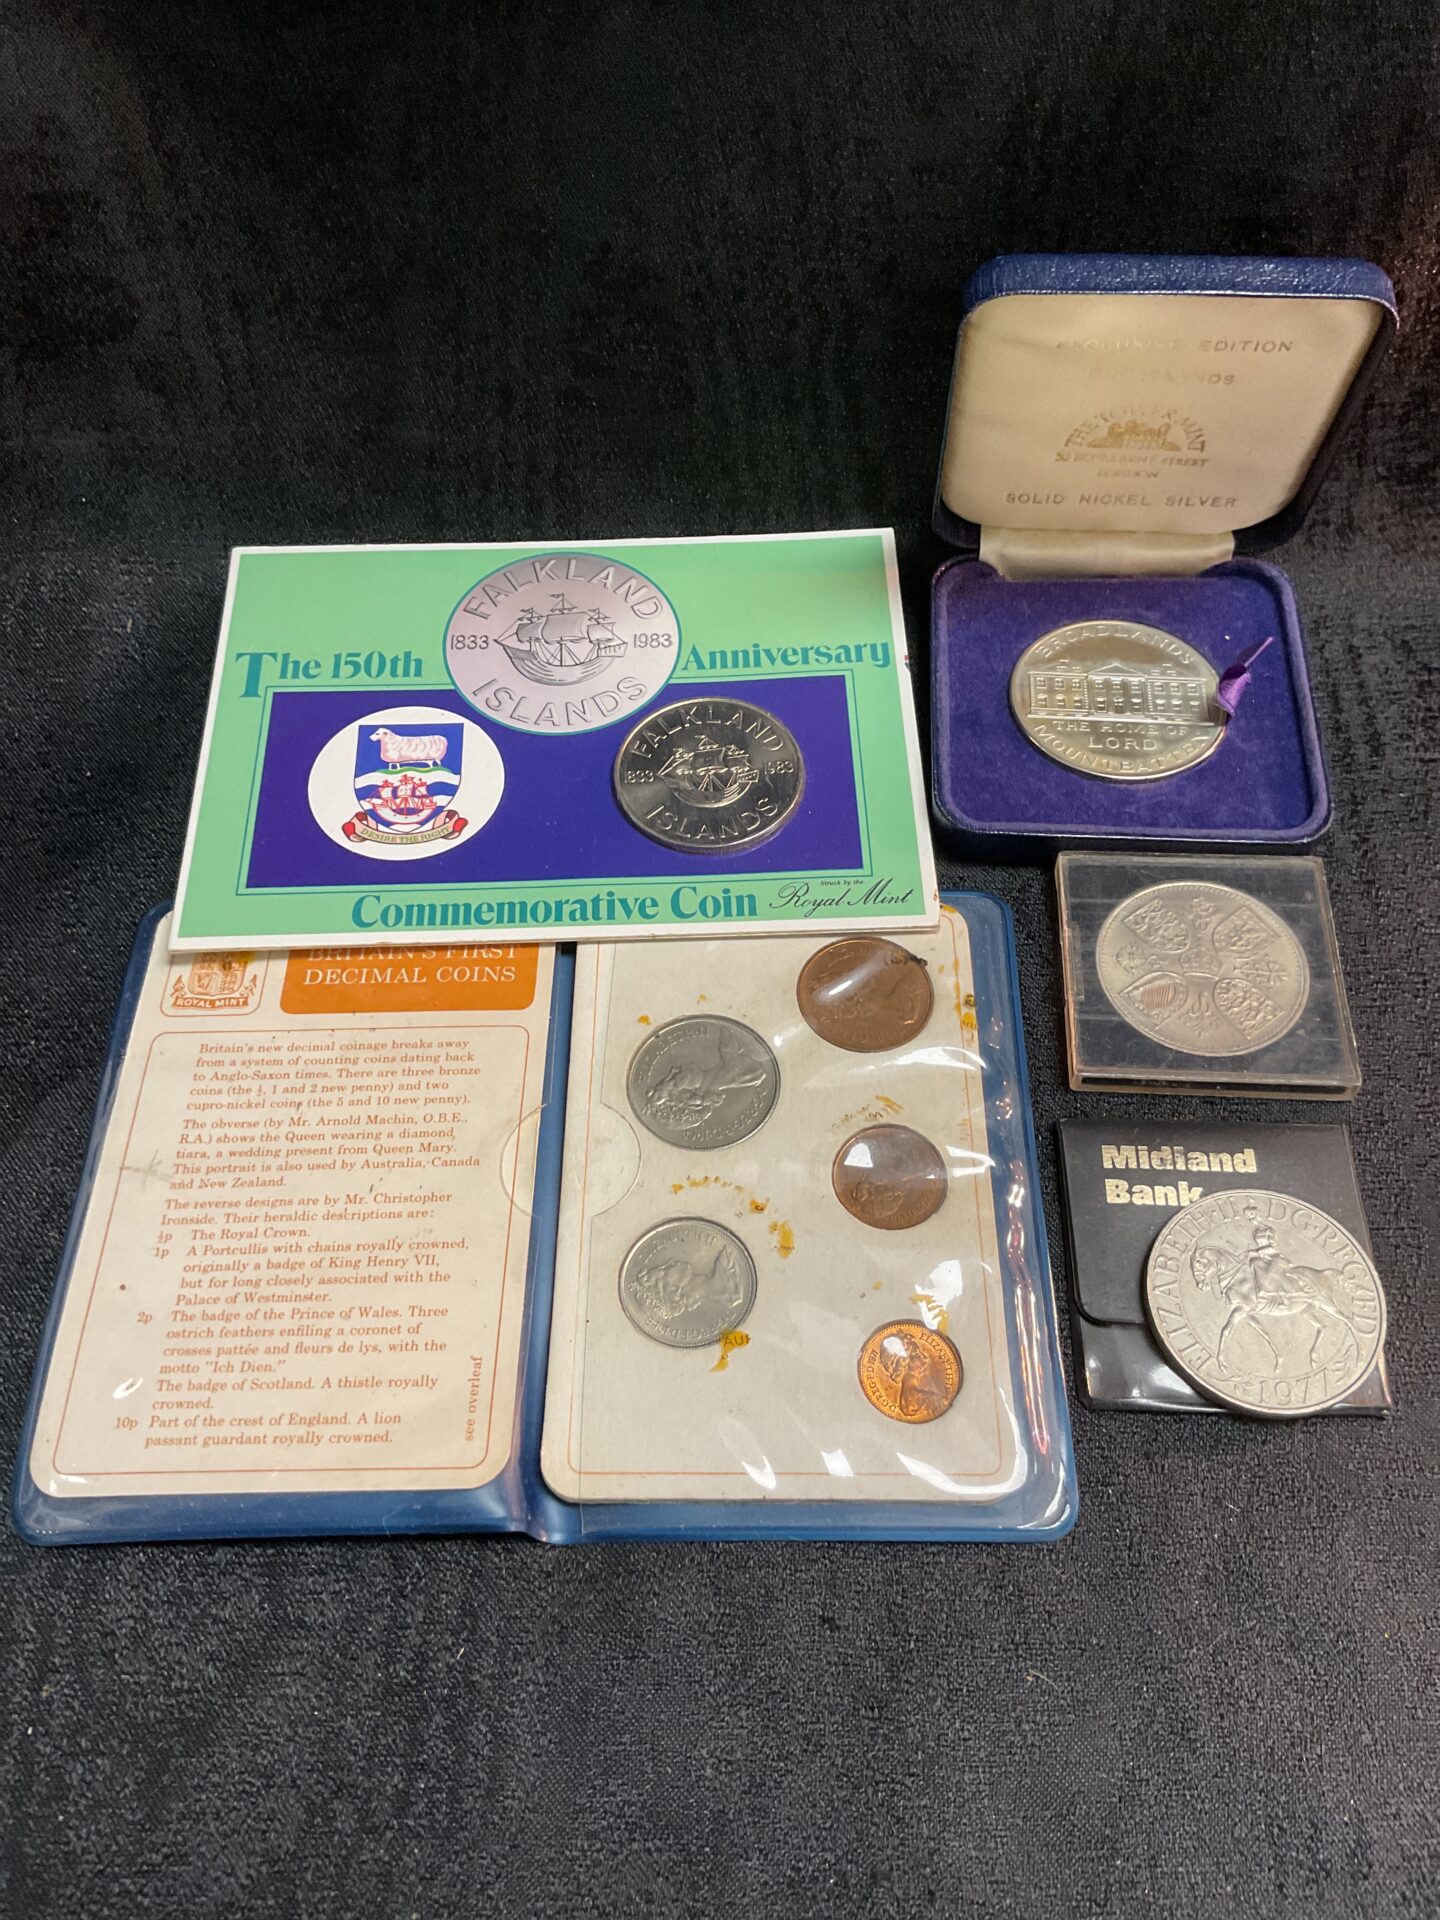 EDITION
THE TOWER MINT
LONDON
SOLID NICKEL SILVER
BROADLANDS
THE HOME OF
LORD
MOUNTBATTEN
FALKLAND
1833 1983
ISLANDS
The 150th Anniversary
DESIRE THE RIGHT
FALKLAND
1833 1983
ISLANDS
Commemorative Coin
Struck by the
Royal Mint
ROYAL MINT
BRITAIN'S FIRST
DECIMAL COINS
Britain's new decimal coinage breaks away
from a system of counting coins dating back
to Anglo-Saxon times. There are three bronze
coins (the ½, 1 and 2 new penny) and two
cupro-nickel coins (the 5 and 10 new penny).
The obverse (by Mr. Arnold Machin, O.B.E.,
R.A.) shows the Queen wearing a diamond
tiara, a wedding present from Queen Mary.
This portrait is also used by Australia, Canada
and New Zealand.
The reverse designs are by Mr. Christopher
Ironside. Their heraldic descriptions are:
½p The Royal Crown.
1p A Portcullis with chains royally crowned,
originally a badge of King Henry VII,
but for long closely associated with the
Palace of Westminster.
2p The badge of the Prince of Wales. Three
ostrich feathers enfiling a coronet of
crosses pattée and fleurs de lys, with the
motto "Ich Dien."
The badge of Scotland. A thistle royally
crowned.
10p Part of the crest of England. A lion
passant guardant royally crowned.
see overleaf
D·G·REG·F·D·1971 ELIZABETH·II
Midland
Bank
ELIZABETH·II D·G·REG·F·D
1977